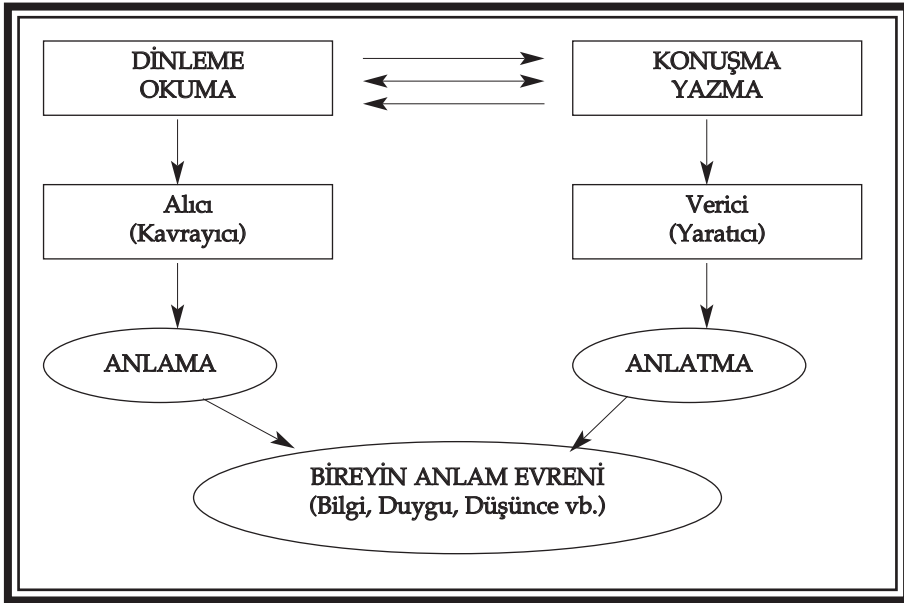 DİNLEME
OKUMA
KONUŞMA
YAZMA
Alıcı
(Kavrayıcı)
Verici
(Yaratıcı)
ANLAMA
ANLATMA
BİREYİN ANLAM EVRENİ
(Bilgi, Duygu, Düşünce vb.)